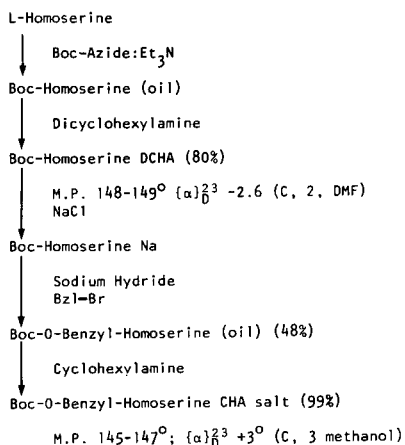 L-Homoserine
Boc-Azide:Et3N
Boc-Homoserine (oil)
Dicyclohexylamine
Boc-Homoserine DCHA (80%)
M.P. 148-149° {α}D23 -2.6 (C, 2, DMF)
NaCl
Boc-Homoserine Na
Sodium Hydride
Bzl-Br
Boc-O-Benzyl-Homoserine (oil) (48%)
Cyclohexylamine
Boc-O-Benzyl-Homoserine CHA salt (99%)
M.P. 145-147°; {α}D23 +3° (C, 3 methanol)